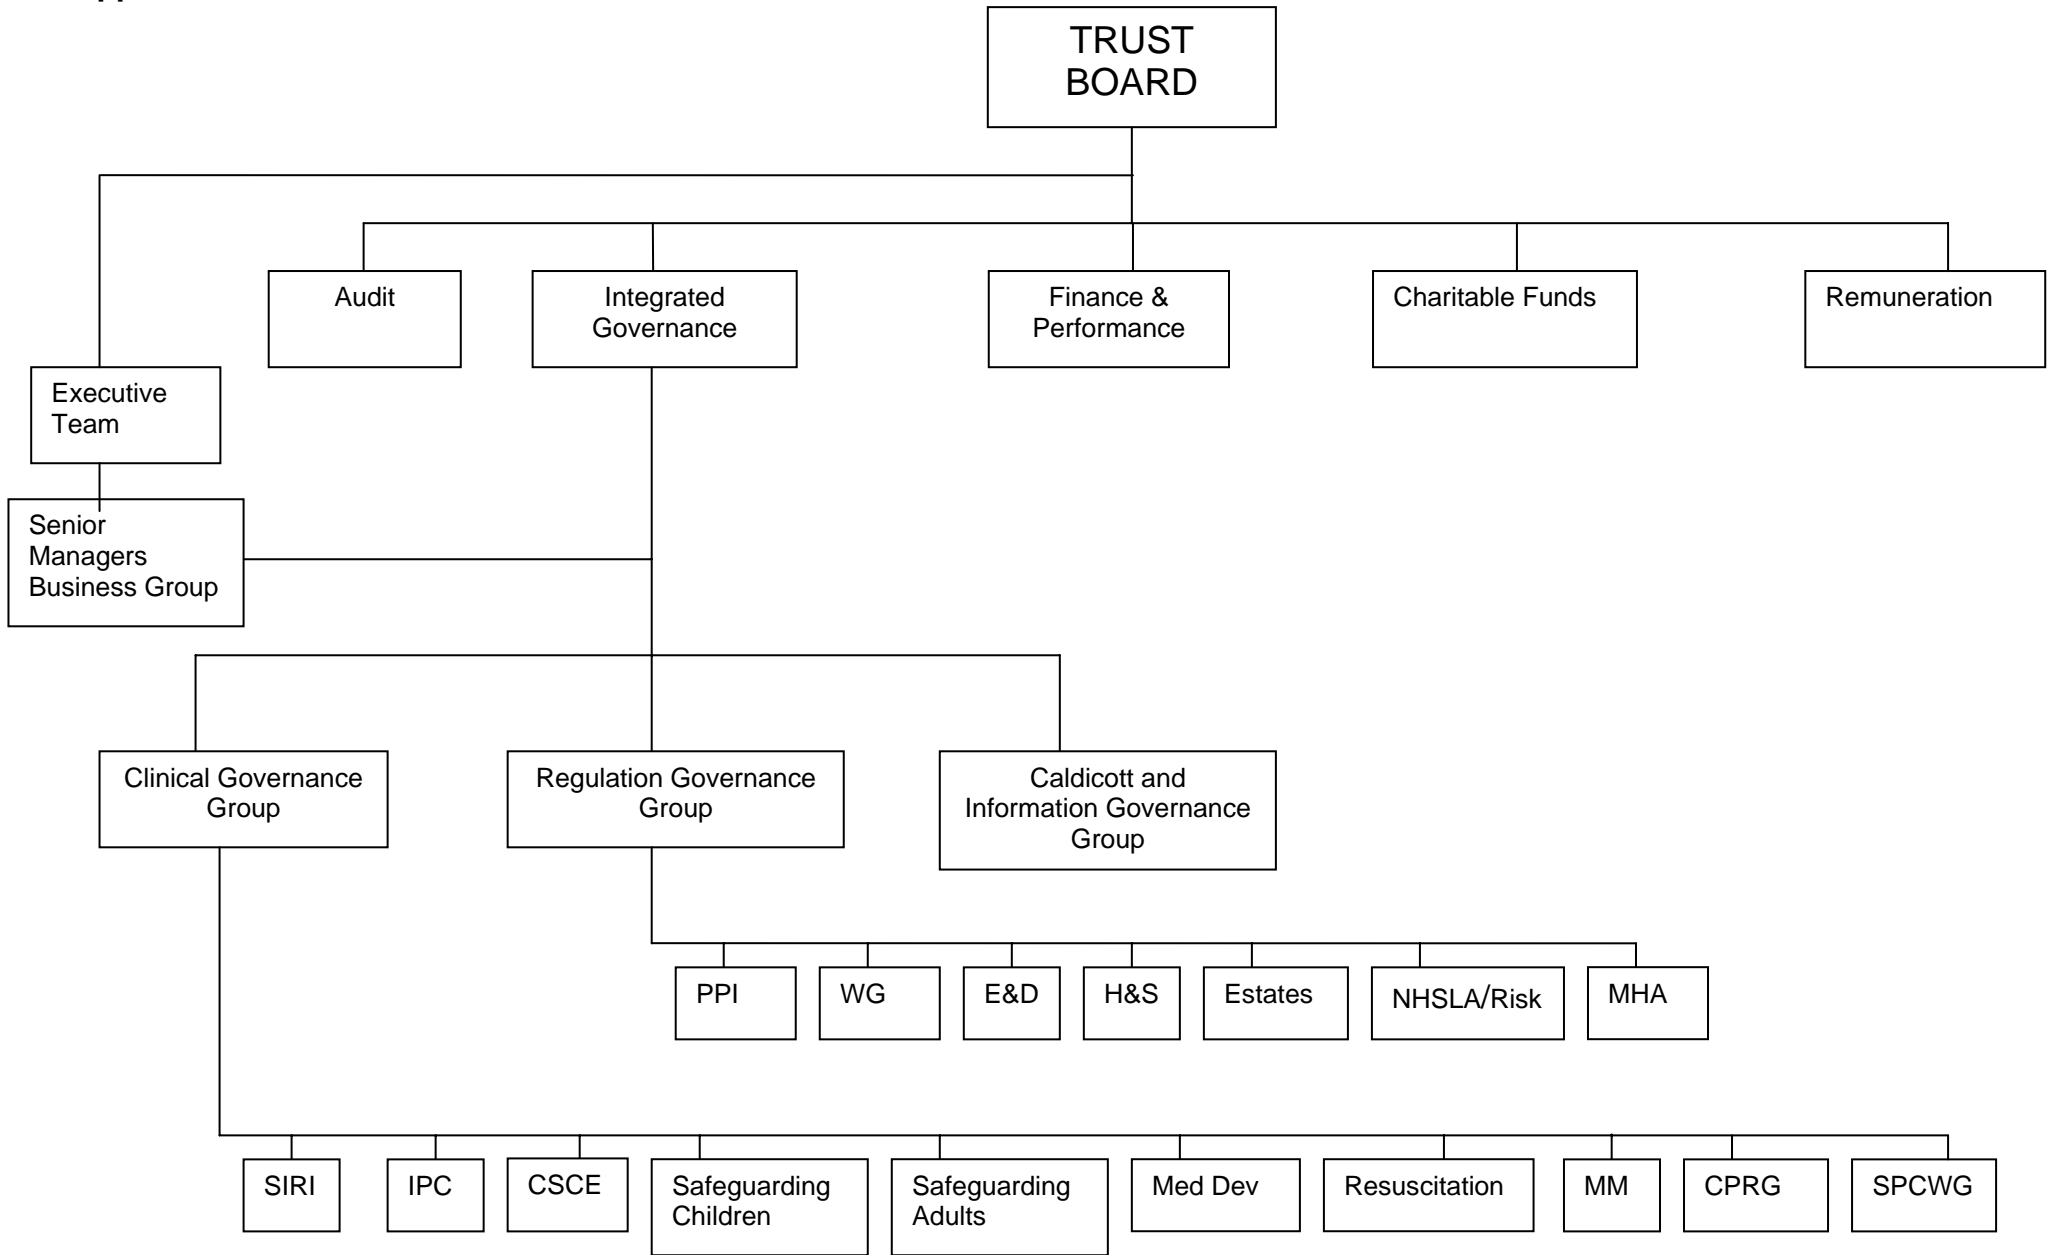 TRUST
BOARD
Audit
Integrated
Governance
Finance &
Performance
Charitable Funds
Remuneration
Executive
Team
Senior
Managers
Business Group
Clinical Governance
Group
Regulation Governance
Group
Caldicott and
Information Governance
Group
PPI
WG
E&D
H&S
Estates
NHSLA/Risk
MHA
SIRI
IPC
CSCE
Safeguarding
Children
Safeguarding
Adults
Med Dev
Resuscitation
MM
CPRG
SPCWG